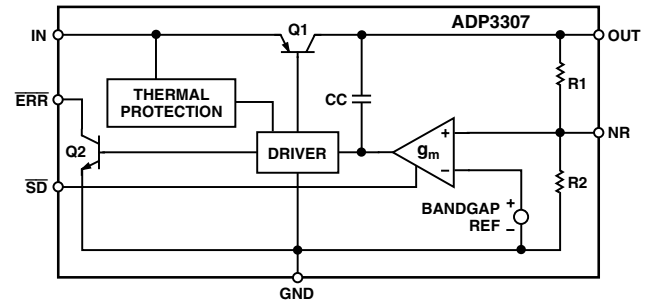 Q1
ADP3307
IN
OUT
R1
THERMAL
PROTECTION
CC
ERR
NR
+
gm
−
Q2
DRIVER
R2
SD
BANDGAP
REF
+
−
GND